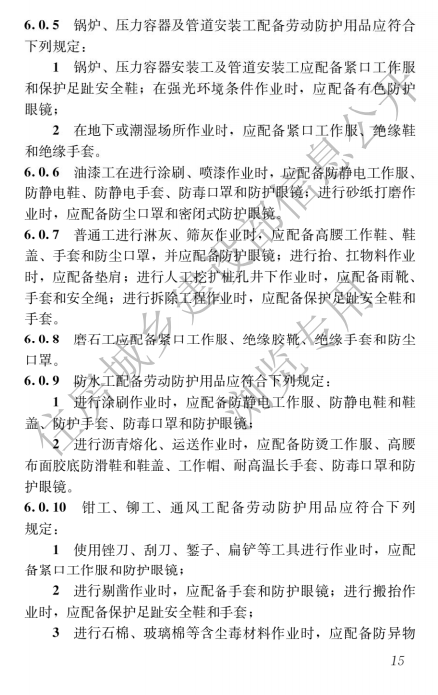 6.0.5 锅炉、压力容器及管道安装工配备劳动防护用品应符合
下列规定：
1 锅炉、压力容器安装工及管道安装工应配备紧口工作服
和保护足趾安全鞋；在强光环境条件作业时，应配备有色防护
眼镜；
2 在地下或潮湿场所作业时，应配备紧口工作服、绝缘鞋
和绝缘手套。
6.0.6 油漆工在进行涂刷、喷漆作业时，应配备防静电工作服、
防静电鞋、防静电手套、防毒口罩和防护眼镜；进行砂纸打磨作
业时，应配备防尘口罩和密闭式防护眼镜。
6.0.7 普通工进行淋灰、筛灰作业时，应配备高腰工作鞋、鞋
盖、手套和防尘口罩，并应配备防护眼镜；进行抬、扛物料作业
时，应配备垫肩；进行人工挖扩桩孔井下作业时，应配备雨靴、
手套和安全绳；进行拆除工程作业时，应配备保护足趾安全鞋和
手套。
6.0.8 磨石工应配备紧口工作服、绝缘胶靴、绝缘手套和防尘
口罩。
6.0.9 防水工配备劳动防护用品应符合下列规定：
1 进行涂刷作业时，应配备防静电工作服、防静电鞋和鞋
盖、防护手套、防毒口罩和防护眼镜；
2 进行沥青熔化、运送作业时，应配备防烫工作服、高腰
布面胶底防滑鞋和鞋盖、工作帽、耐高温长手套、防毒口罩和防
护眼镜。
6.0.10 钳工、铆工、通风工配备劳动防护用品应符合下列
规定：
1 使用锉刀、刮刀、錾子、扁铲等工具进行作业时，应配
备紧口工作服和防护眼镜；
2 进行剔凿作业时，应配备手套和防护眼镜；进行搬抬作
业时，应配备保护足趾安全鞋和手套；
3 进行石棉、玻璃棉等含尘毒材料作业时，应配备防异物
15
住房城乡建设部信息公开
浏览专用